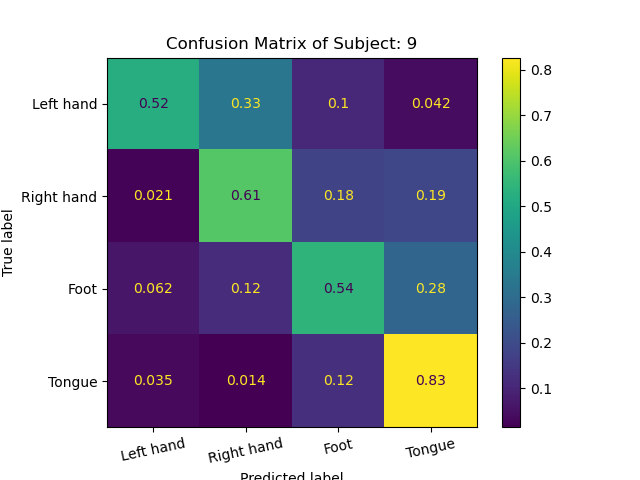 Confusion Matrix of Subject: 9
True label
Left hand 0.52 0.33 0.1 0.042
Right hand 0.021 0.61 0.18 0.19
Foot 0.062 0.12 0.54 0.28
Tongue 0.035 0.014 0.12 0.83
Left hand Right hand Foot Tongue
Predicted label
0.8
0.7
0.6
0.5
0.4
0.3
0.2
0.1